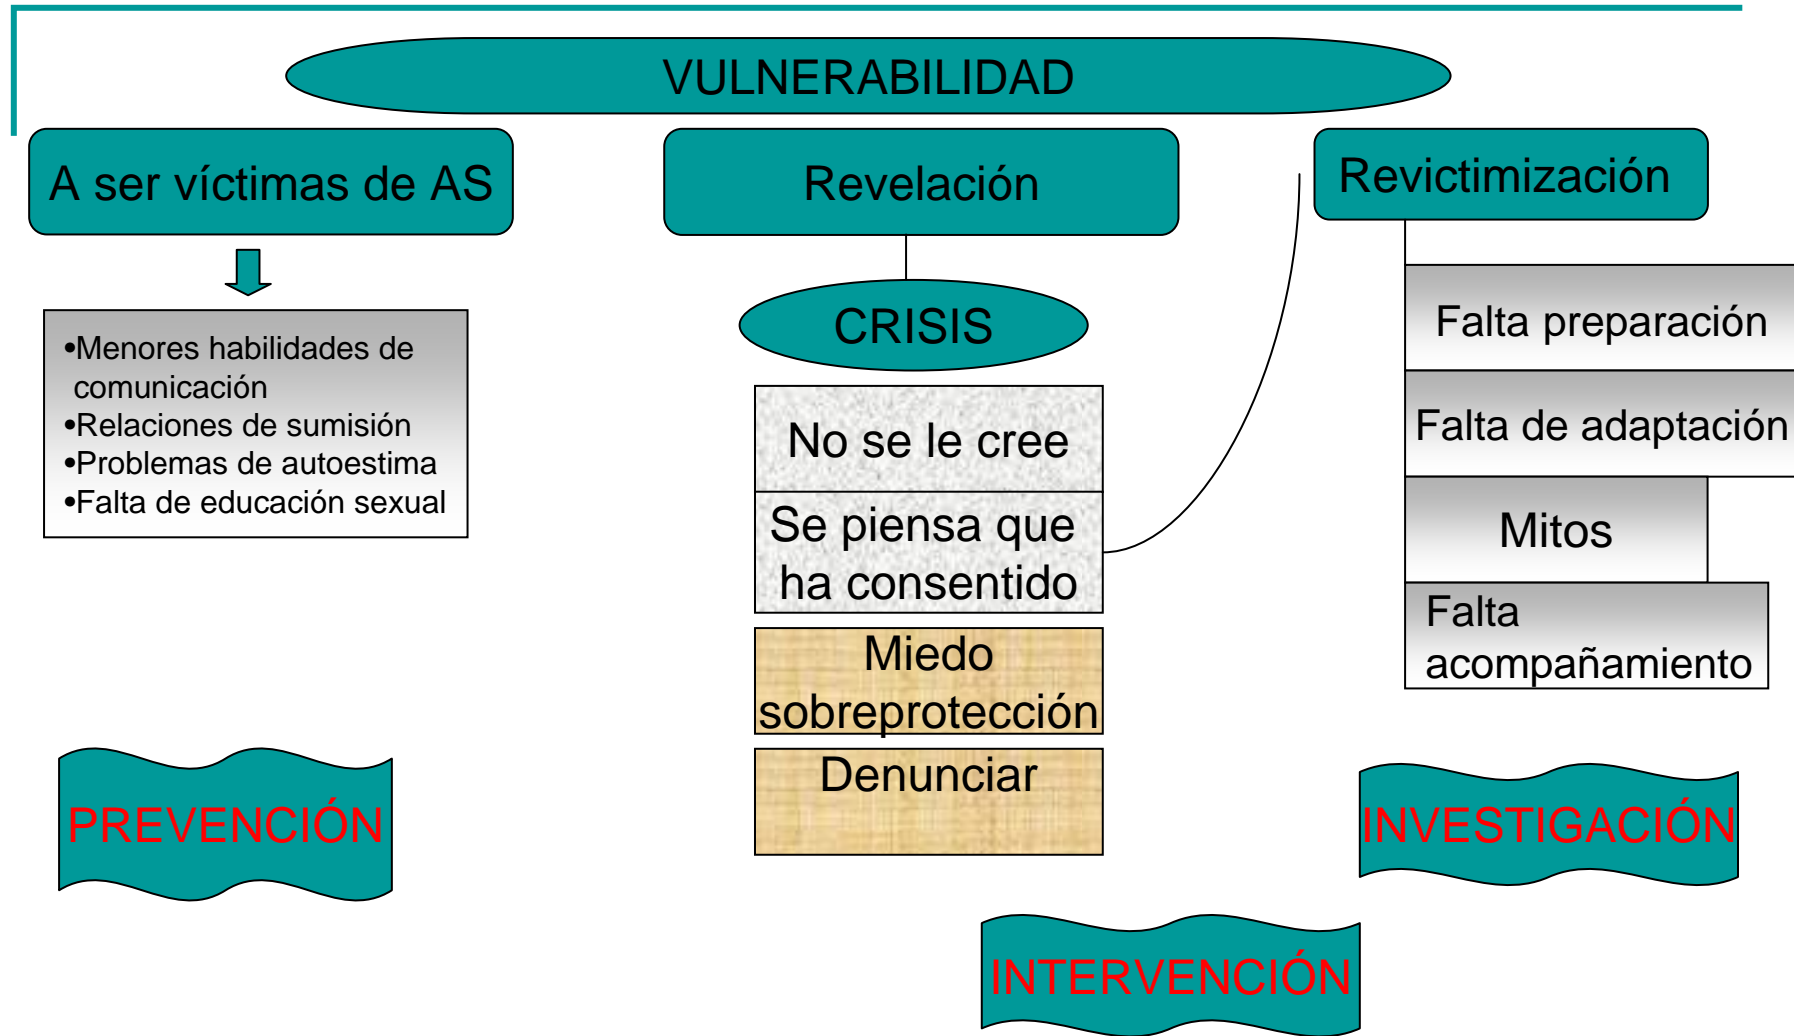 VULNERABILIDAD
A ser víctimas de AS
•Menores habilidades de
comunicación
•Relaciones de sumisión
•Problemas de autoestima
•Falta de educación sexual
PREVENCIÓN
Revelación
CRISIS
No se le cree
Se piensa que
ha consentido
Miedo
sobreprotección
Denunciar
INTERVENCIÓN
Revictimización
Falta preparación
Falta de adaptación
Mitos
Falta
acompañamiento
INVESTIGACIÓN